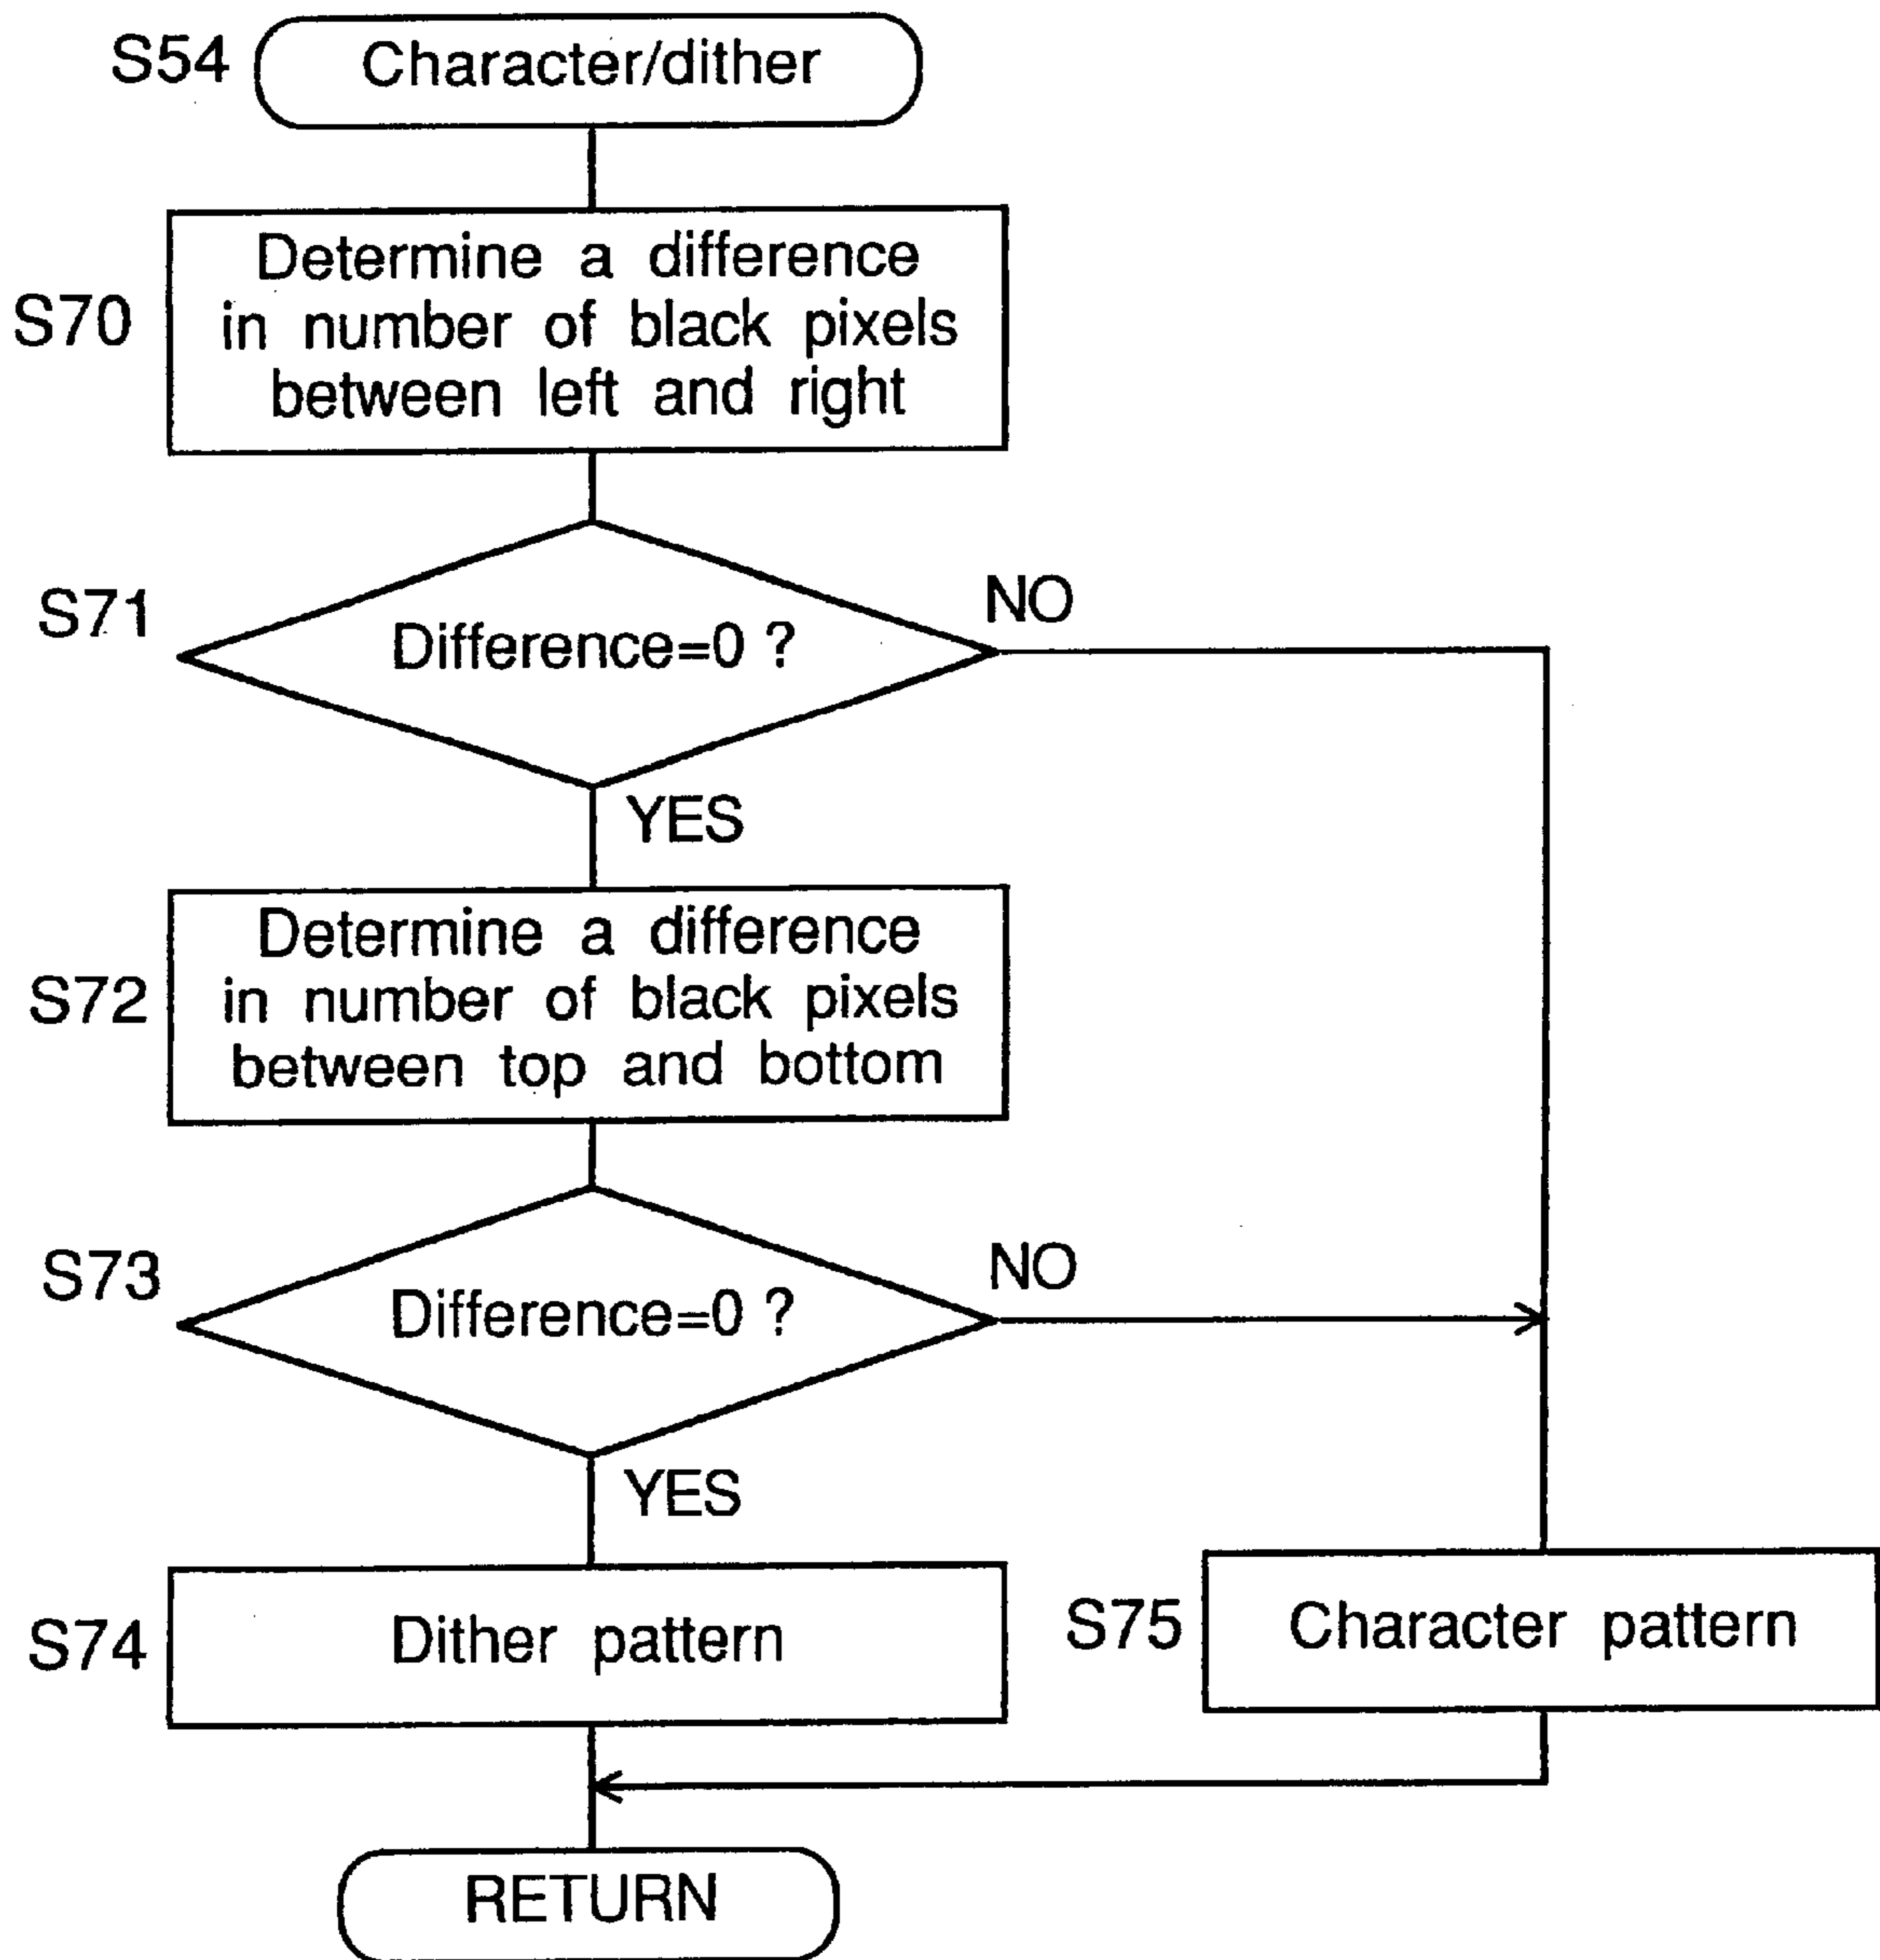 S54 Character/dither
S70
Determine a difference
in number of black pixels
between left and right
S71
Difference=0 ?
NO
YES
S72
Determine a difference
in number of black pixels
between top and bottom
S73
Difference=0 ?
NO
YES
S74 Dither pattern
S75 Character pattern
RETURN